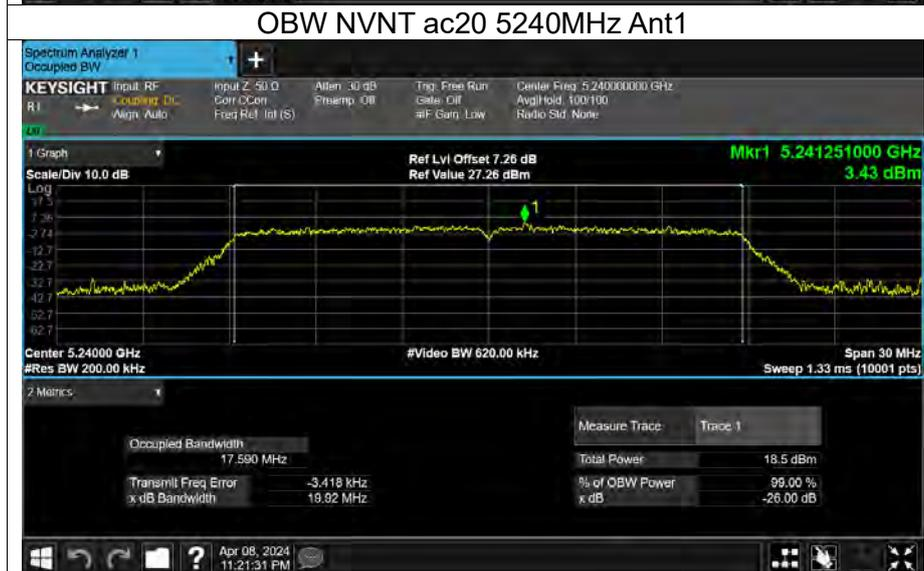 OBW NVNT ac20 5240MHz Ant1
Spectrum Analyzer 1
Occupied BW
+
KEYSIGHT Input: RF Input Z: 50 Ω Atten: 30 dB Trig: Free Run Center Freq: 5.240000000 GHz
Coupling: DC Corr CCorr Preamp: Off Gate: Off Avg|Hold: 100/100
Align: Auto Freq Ref: Int (S) #IF Gain: Low Radio Std: None
1 Graph
Ref Lvl Offset 7.26 dB
Mkr1 5.241251000 GHz
Scale/Div 10.0 dB Ref Value 27.26 dBm 3.43 dBm
Log
17.3
7.26
-2.74
-12.7
-22.7
-32.7
-42.7
-52.7
-62.7
1
Center 5.24000 GHz #Video BW 620.00 kHz Span 30 MHz
#Res BW 200.00 kHz Sweep 1.33 ms (10001 pts)
2 Metrics
Measure Trace Trace 1
Occupied Bandwidth
17.590 MHz Total Power 18.5 dBm
Transmit Freq Error -3.418 kHz % of OBW Power 99.00 %
x dB Bandwidth 19.92 MHz x dB -26.00 dB
? Apr 08, 2024
11:21:31 PM